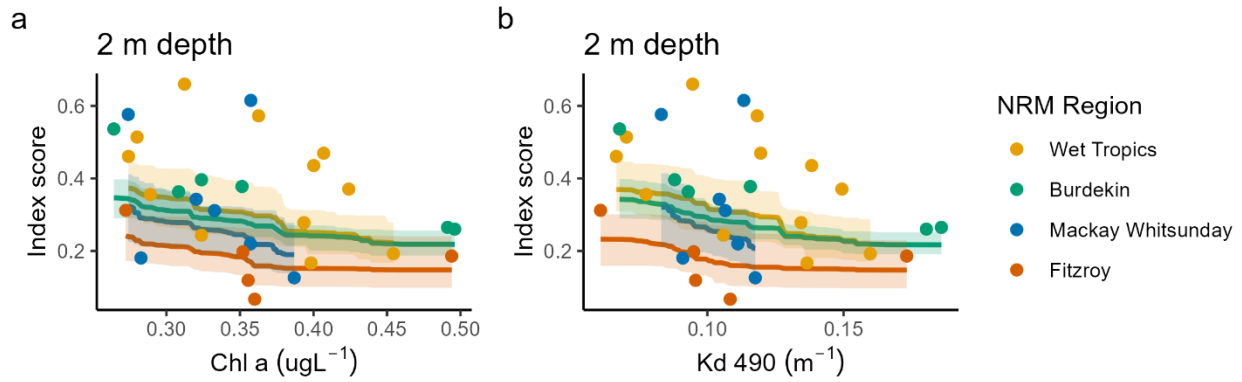 a
2 m depth
Index score
0.6
0.4
0.2
0.30 0.35 0.40 0.45 0.50
Chl a (ugL⁻¹)
b
2 m depth
Index score
0.6
0.4
0.2
0.10 0.15
Kd 490 (m⁻¹)
NRM Region
Wet Tropics
Burdekin
Mackay Whitsunday
Fitzroy